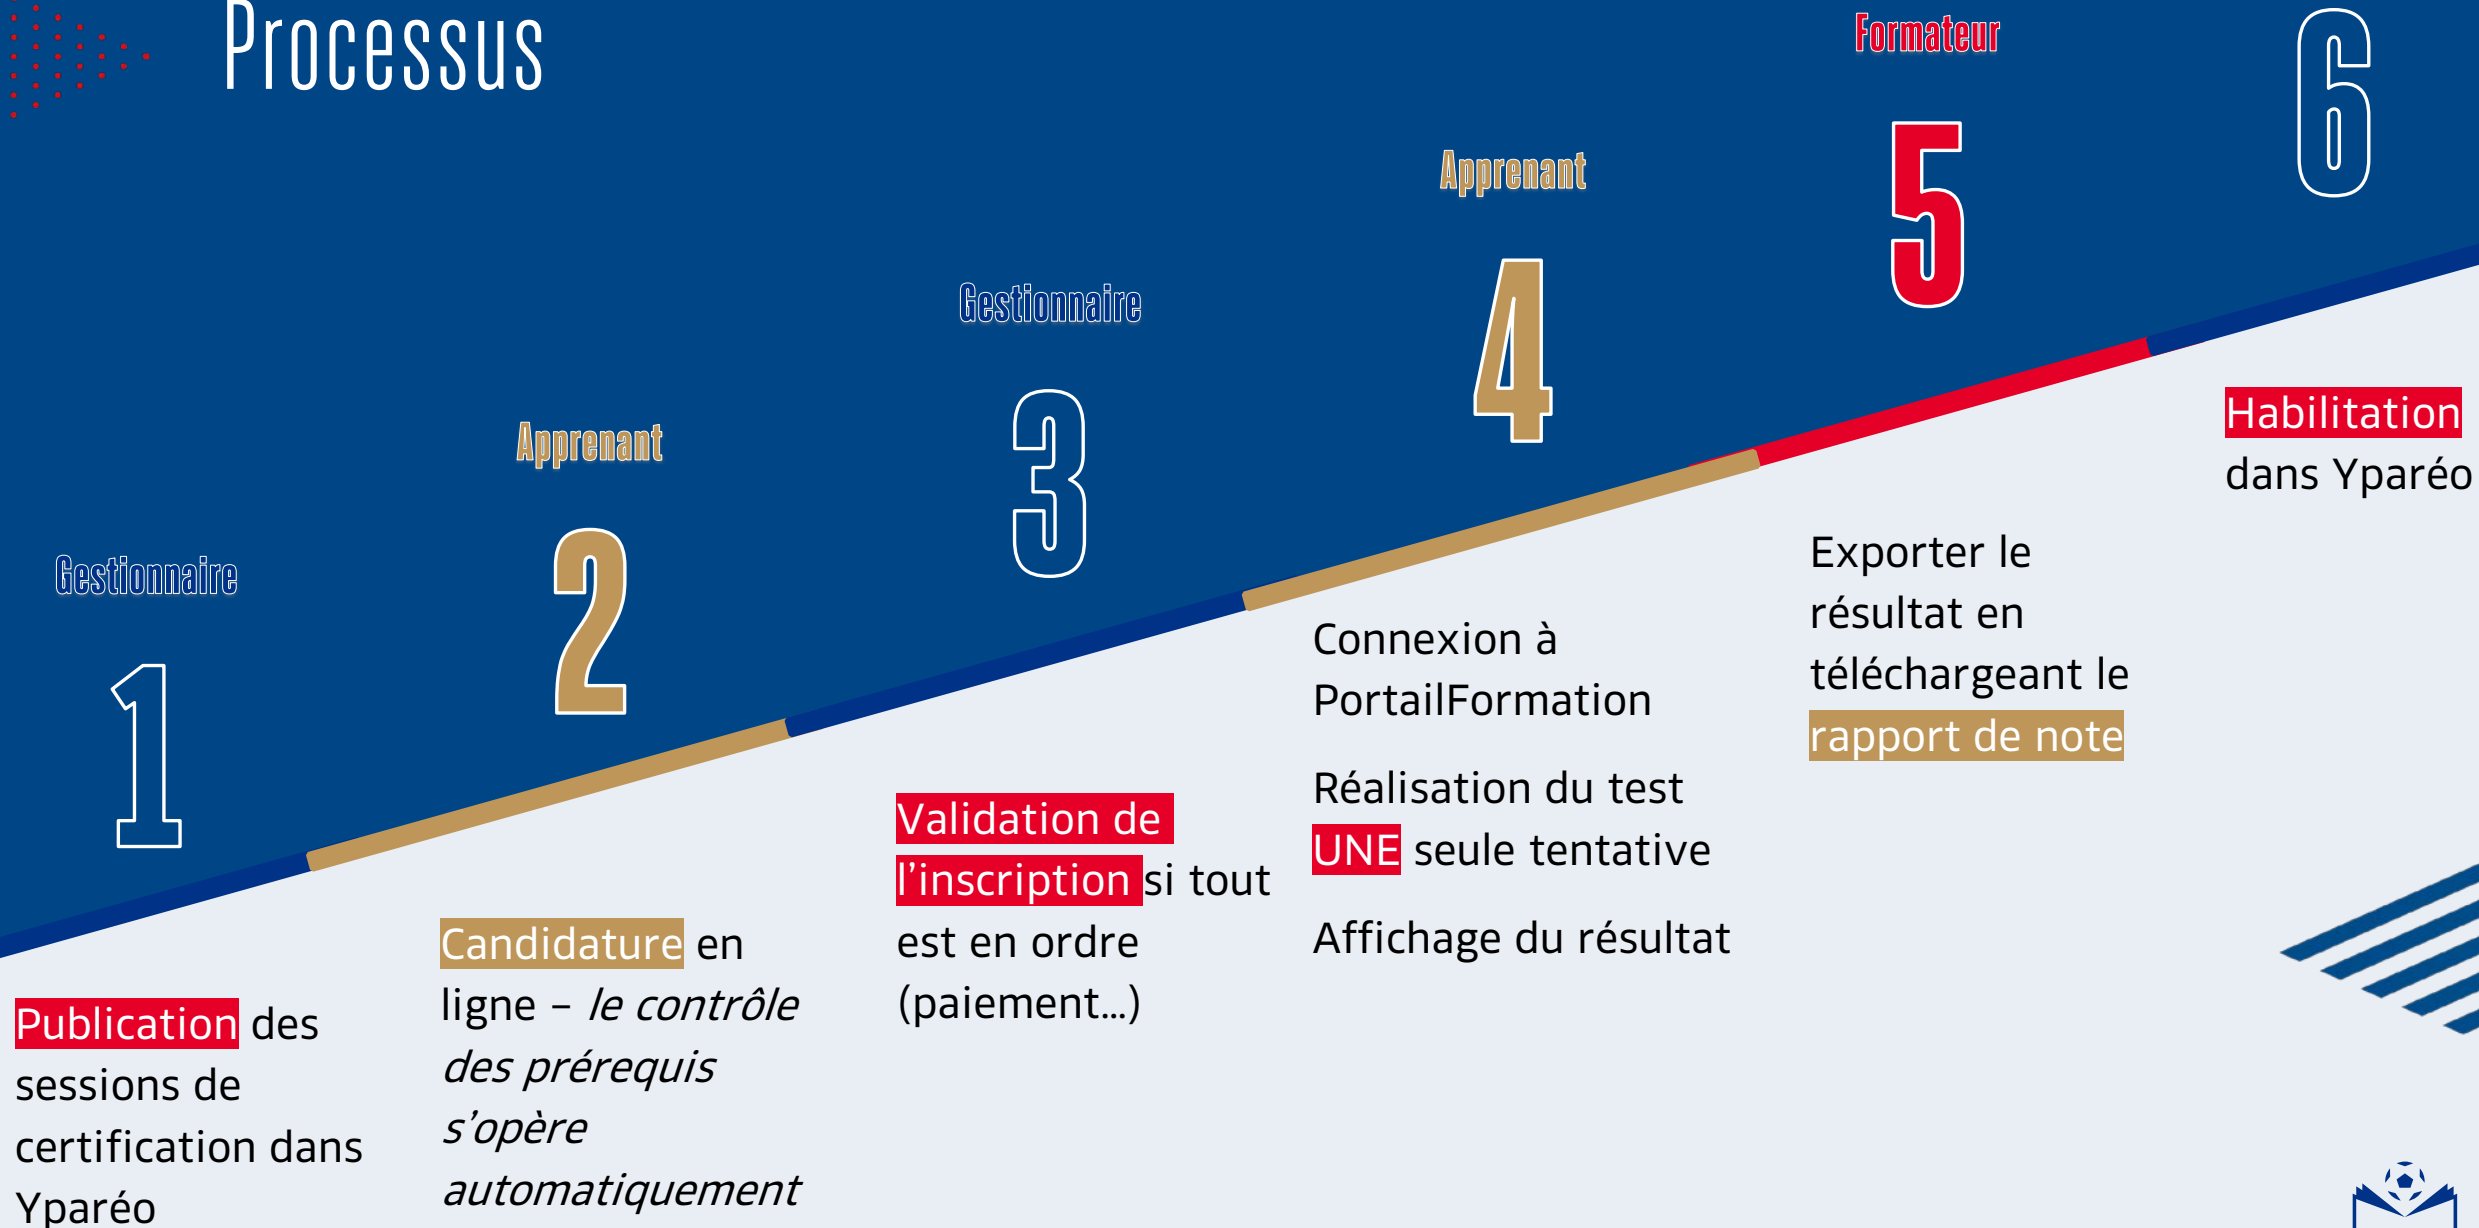 Processus
Gestionnaire
1
Publication des
sessions de
certification dans
Yparéo
Apprenant
2
Candidature en
ligne – le contrôle
des prérequis
s’opère
automatiquement
Gestionnaire
3
Validation de
l’inscription si tout
est en ordre
(paiement…)
Apprenant
4
Connexion à
PortailFormation
Réalisation du test
UNE seule tentative
Affichage du résultat
Formateur
5
Exporter le
résultat en
téléchargeant le
rapport de note
6
Habilitation
dans Yparéo